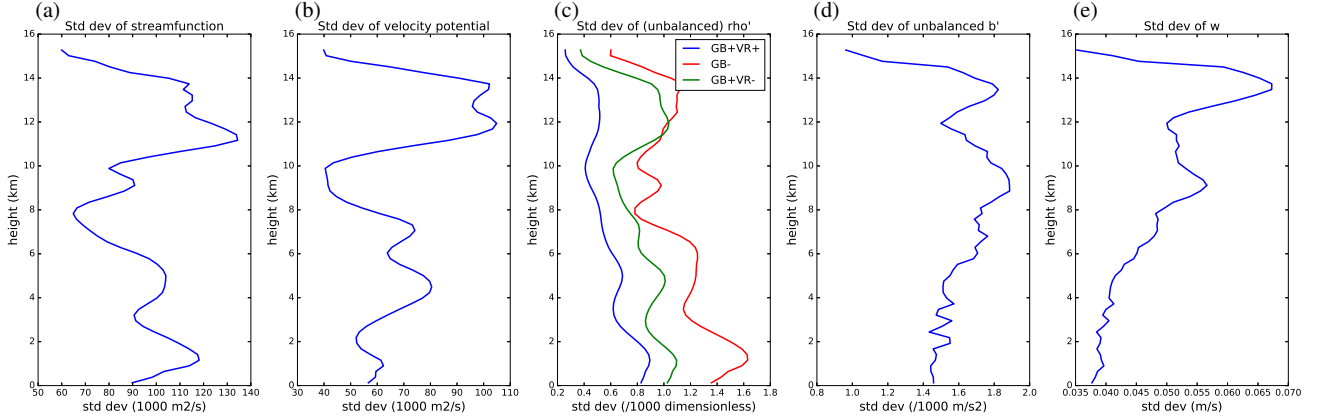 (a)
Std dev of streamfunction
16
14
12
10
8
6
4
2
0
height (km)
50 60 70 80 90 100 110 120 130 140
std dev (1000 m2/s)
(b)
Std dev of velocity potential
16
14
12
10
8
6
4
2
0
height (km)
30 40 50 60 70 80 90 100 110
std dev (1000 m2/s)
(c)
Std dev of (unbalanced) rho'
GB+VR+
GB-
GB+VR-
16
14
12
10
8
6
4
2
0
height (km)
0.2 0.4 0.6 0.8 1.0 1.2 1.4 1.6 1.8
std dev (/1000 dimensionless)
(d)
Std dev of unbalanced b'
16
14
12
10
8
6
4
2
0
height (km)
0.8 1.0 1.2 1.4 1.6 1.8 2.0
std dev (/1000 m/s2)
(e)
Std dev of w
16
14
12
10
8
6
4
2
0
height (km)
0.035 0.040 0.045 0.050 0.055 0.060 0.065 0.070
std dev (m/s)